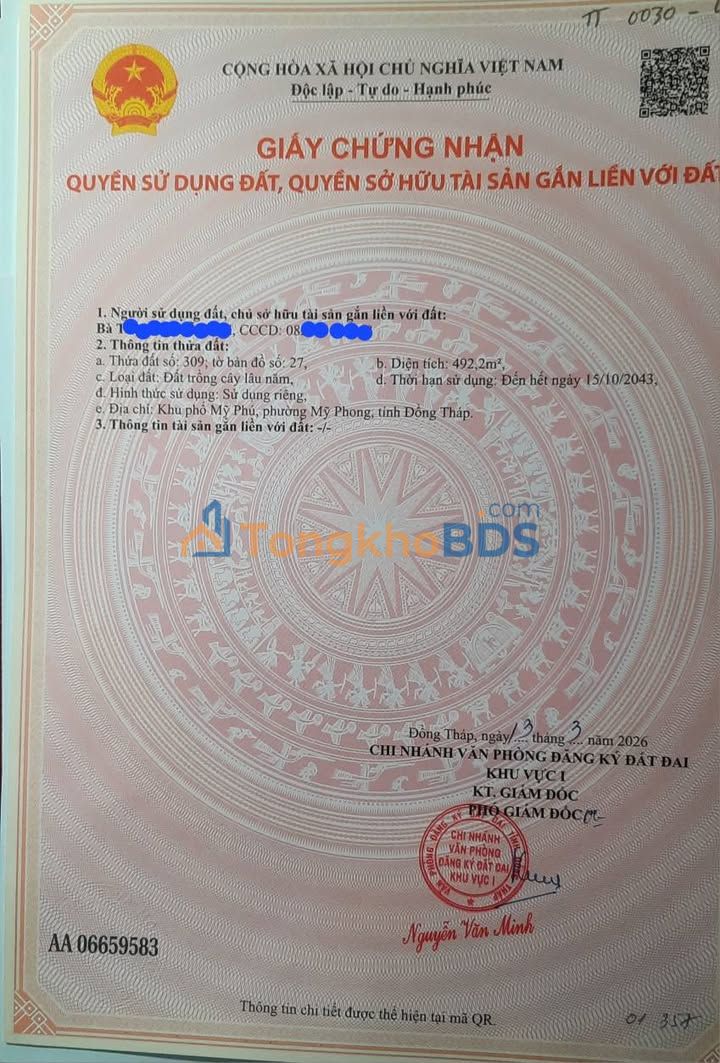 TT 0030 -
CỘNG HÒA XÃ HỘI CHỦ NGHĨA VIỆT NAM
Độc lập - Tự do - Hạnh phúc
GIẤY CHỨNG NHẬN
QUYỀN SỬ DỤNG ĐẤT, QUYỀN SỞ HỮU TÀI SẢN GẮN LIỀN VỚI ĐẤT
1. Người sử dụng đất, chủ sở hữu tài sản gắn liền với đất:
Bà T , CCCD: 08
2. Thông tin thửa đất:
a. Thửa đất số: 309; tờ bản đồ số: 27, b. Diện tích: 492,2m²,
c. Loại đất: Đất trồng cây lâu năm, d. Thời hạn sử dụng: Đến hết ngày 15/10/2043,
đ. Hình thức sử dụng: Sử dụng riêng,
e. Địa chỉ: Khu phố Mỹ Phú, phường Mỹ Phong, tỉnh Đồng Tháp.
3. Thông tin tài sản gắn liền với đất: -/-
TongkhoBDS.com
Đồng Tháp, ngày 13 tháng 3 năm 2026
CHI NHÁNH VĂN PHÒNG ĐĂNG KÝ ĐẤT ĐAI
KHU VỰC I
KT. GIÁM ĐỐC
PHÓ GIÁM ĐỐC
CHI NHÁNH
VĂN PHÒNG
ĐĂNG KÝ ĐẤT ĐAI
KHU VỰC I
Nguyễn Văn Minh
AA 06659583
Thông tin chi tiết được thể hiện tại mã QR.
01 357